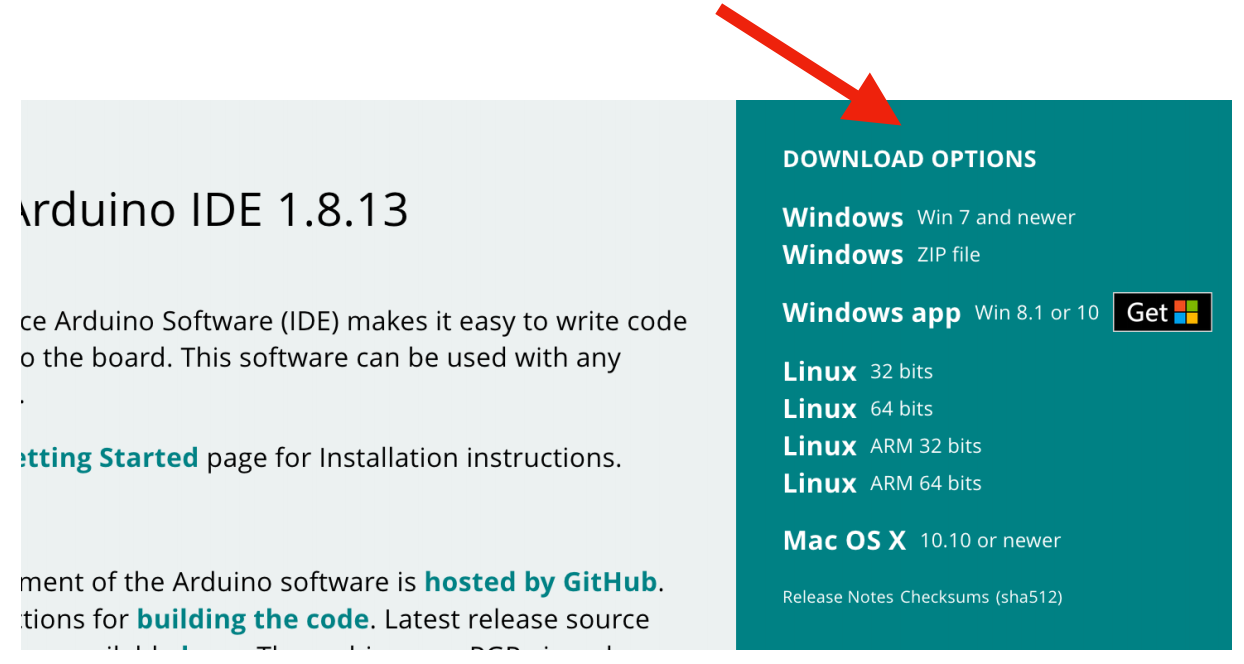 Arduino IDE 1.8.13
ce Arduino Software (IDE) makes it easy to write code
o the board. This software can be used with any
.
etting Started page for Installation instructions.
ment of the Arduino software is hosted by GitHub.
ctions for building the code. Latest release source
DOWNLOAD OPTIONS
Windows Win 7 and newer
Windows ZIP file
Windows app Win 8.1 or 10 Get
Linux 32 bits
Linux 64 bits
Linux ARM 32 bits
Linux ARM 64 bits
Mac OS X 10.10 or newer
Release Notes Checksums (sha512)